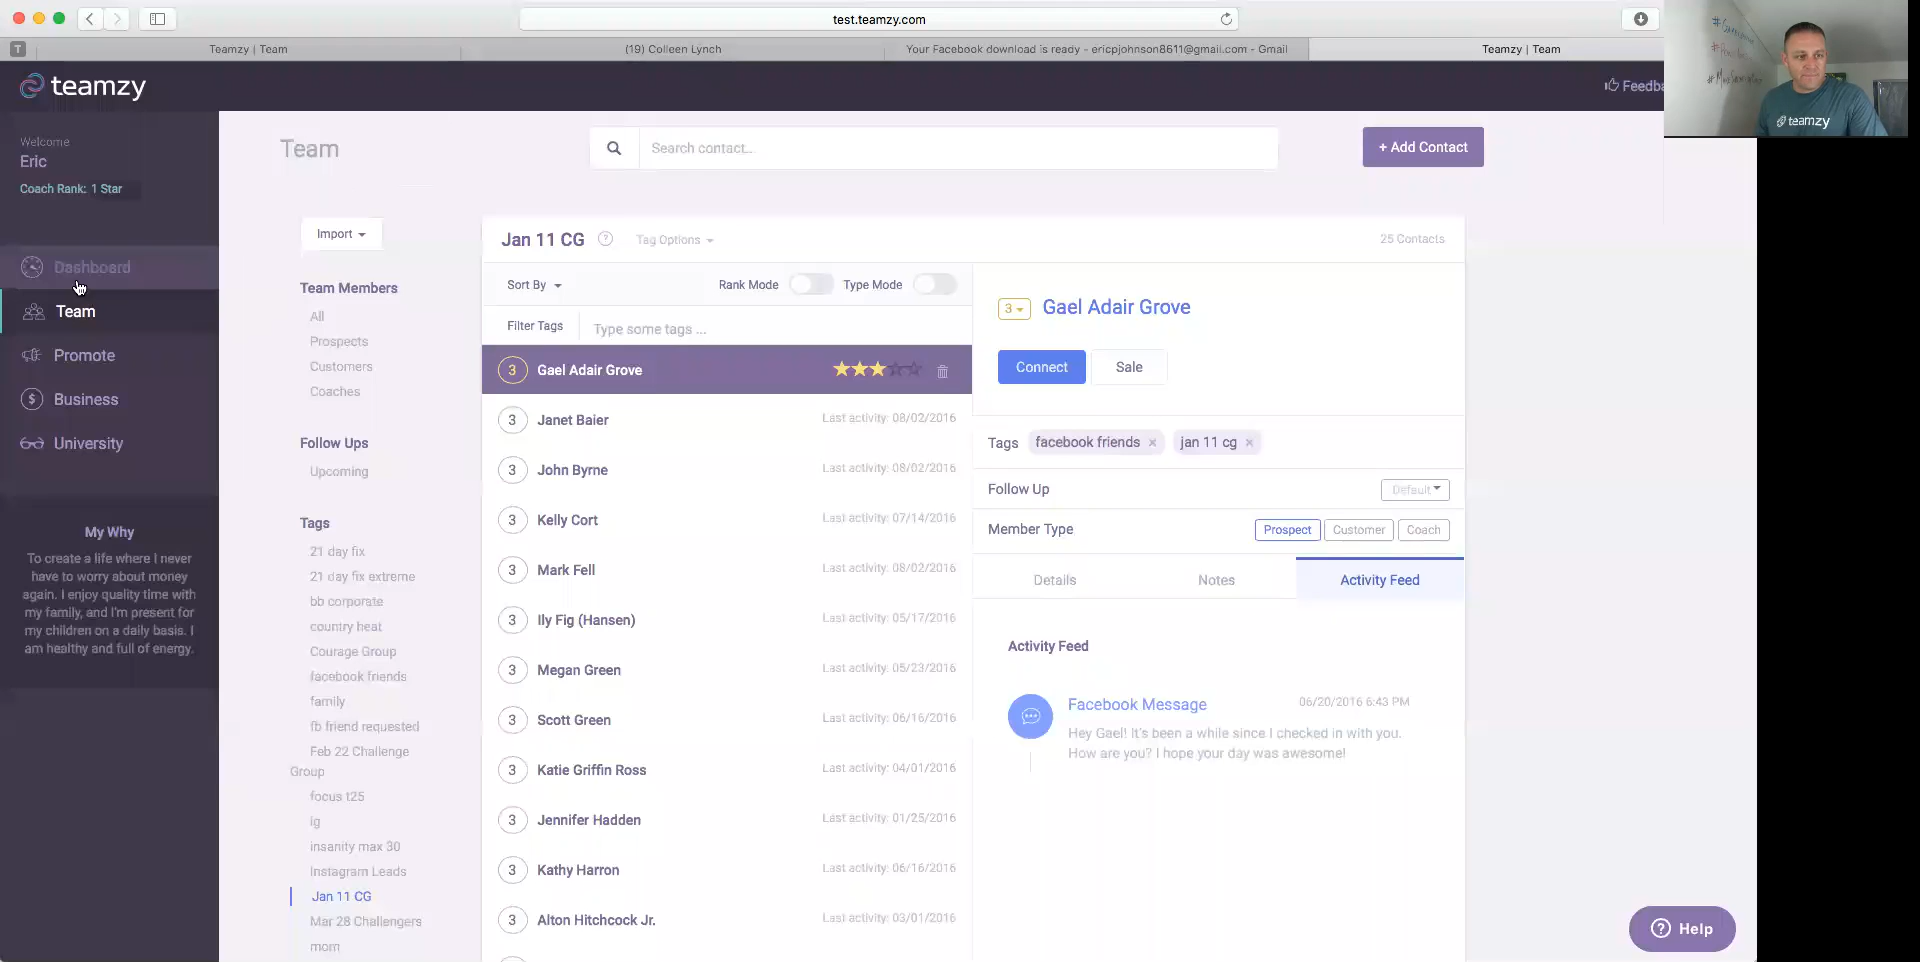 test.teamzy.com
T
Teamzy | Team
(19) Colleen Lynch
Your Facebook download is ready - ericpjohnson8611@gmail.com - Gmail
Teamzy | Team
teamzy
Feedba
teamzy
Welcome
Eric
Coach Rank: 1 Star
Dashboard
Team
Promote
Business
University
My Why
To create a life where I never
have to worry about money
again. I enjoy quality time with
my family, and I'm present for
my children on a daily basis. I
am healthy and full of energy.
Team
Search contact...
+ Add Contact
Import
Team Members
All
Prospects
Customers
Coaches
Follow Ups
Upcoming
Tags
21 day fix
21 day fix extreme
bb corporate
country heat
Courage Group
facebook friends
family
fb friend requested
Feb 22 Challenge
Group
focus t25
ig
insanity max 30
Instagram Leads
Jan 11 CG
Mar 28 Challengers
mom
Jan 11 CG
?
Tag Options
25 Contacts
Sort By
Rank Mode
Type Mode
Filter Tags
Type some tags ...
3 Gael Adair Grove
3 Janet Baier Last activity: 08/02/2016
3 John Byrne Last activity: 08/02/2016
3 Kelly Cort Last activity: 07/14/2016
3 Mark Fell Last activity: 08/02/2016
3 Ily Fig (Hansen) Last activity: 05/17/2016
3 Megan Green Last activity: 05/23/2016
3 Scott Green Last activity: 06/16/2016
3 Katie Griffin Ross Last activity: 04/01/2016
3 Jennifer Hadden Last activity: 01/25/2016
3 Kathy Harron Last activity: 06/16/2016
3 Alton Hitchcock Jr. Last activity: 03/01/2016
3 Gael Adair Grove
Connect
Sale
Tags facebook friends × jan 11 cg ×
Follow Up
Default
Member Type
Prospect
Customer
Coach
Details
Notes
Activity Feed
Activity Feed
Facebook Message
06/20/2016 6:43 PM
Hey Gael! It's been a while since I checked in with you.
How are you? I hope your day was awesome!
? Help